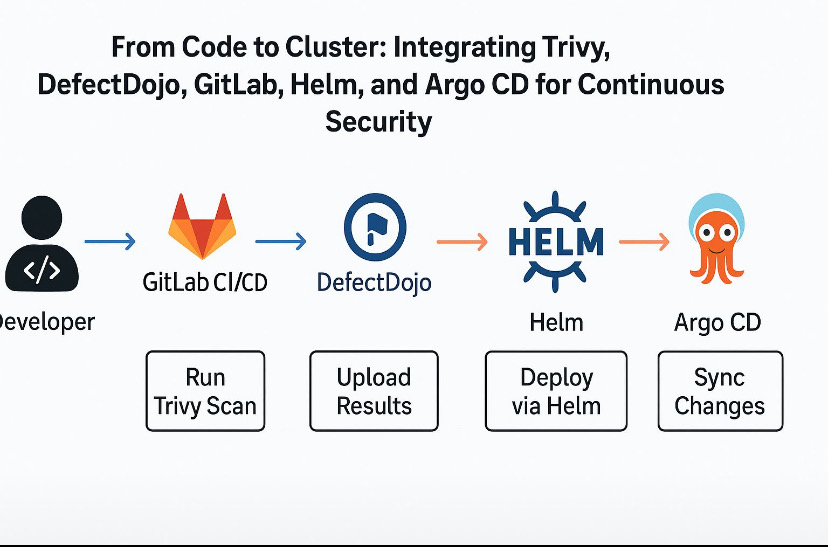 From Code to Cluster: Integrating Trivy,
DefectDojo, GitLab, Helm, and Argo CD for Continuous
Security
</>
HELM
GitLab CI/CD
DefectDojo
eveloper
Helm
Argo CD
Run
Trivy Scan
Upload
Results
Deploy
via Helm
Sync
Changes